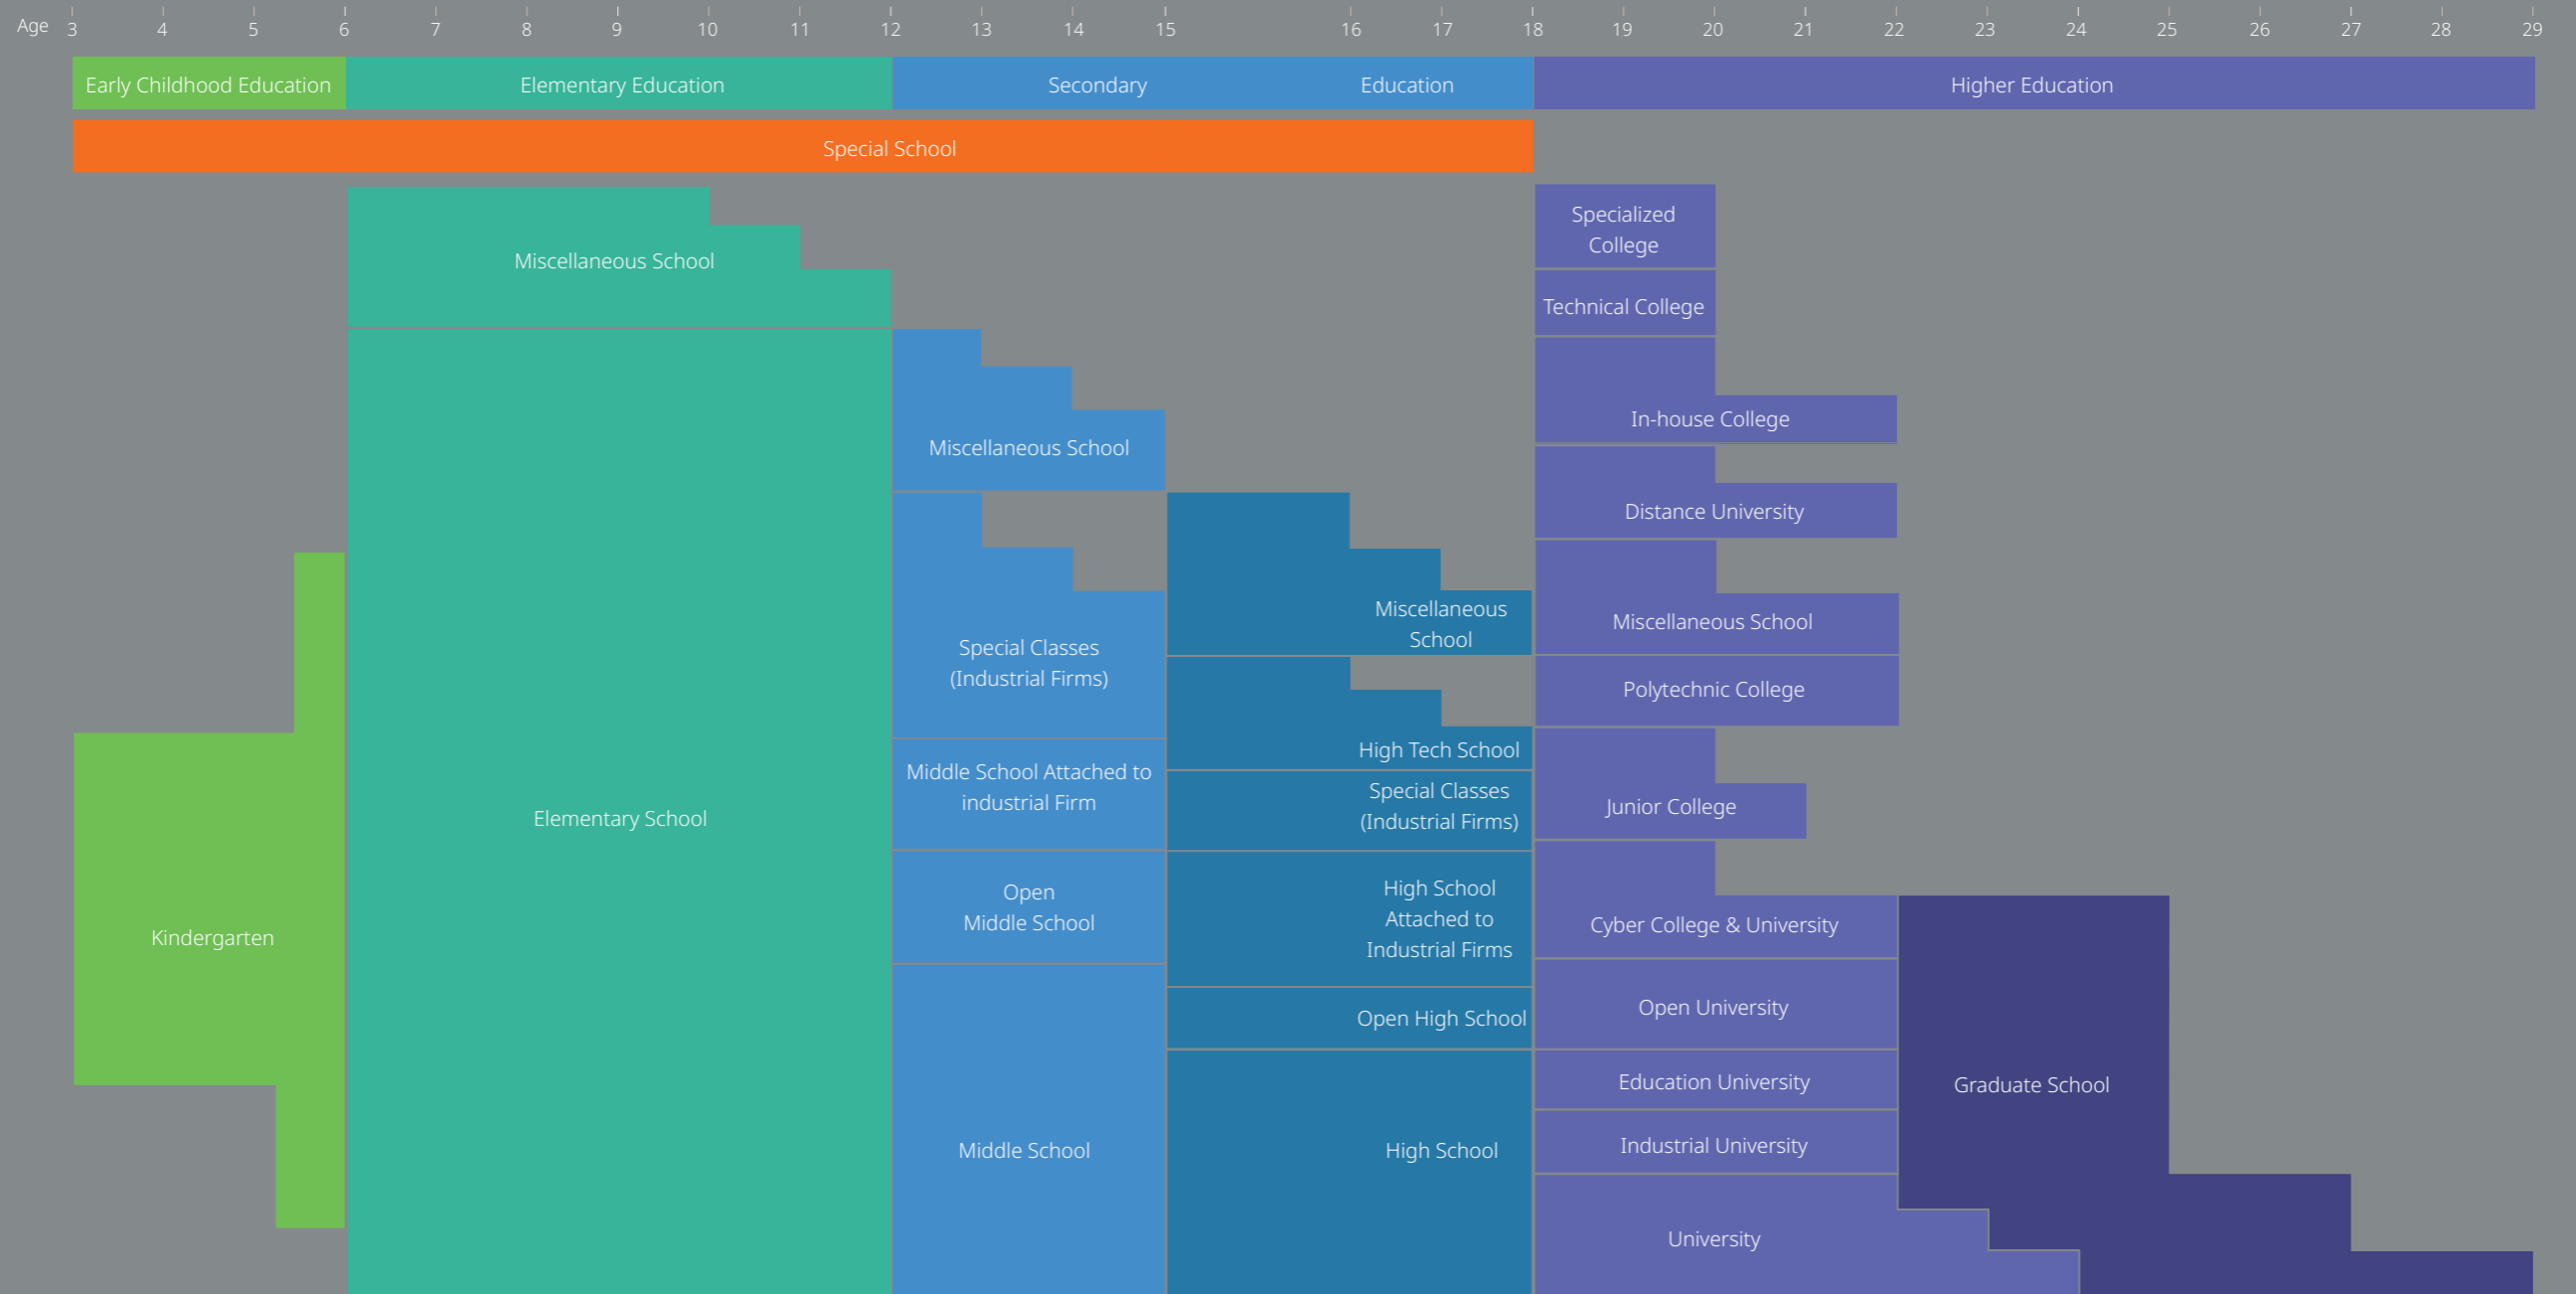 Age 3 4 5 6 7 8 9 10 11 12 13 14 15 16 17 18 19 20 21 22 23 24 25 26 27 28 29
Early Childhood Education Elementary Education Secondary Education Higher Education
Special School
Specialized
College
Miscellaneous School
Technical College
In-house College
Miscellaneous School
Distance University
Miscellaneous
School
Miscellaneous School
Special Classes
(Industrial Firms)
Polytechnic College
High Tech School
Middle School Attached to
industrial Firm
Special Classes
(Industrial Firms)
Junior College
Elementary School
Open
Middle School
High School
Attached to
Industrial Firms
Cyber College & University
Kindergarten
Open High School
Open University
Education University
Graduate School
Middle School
High School
Industrial University
University